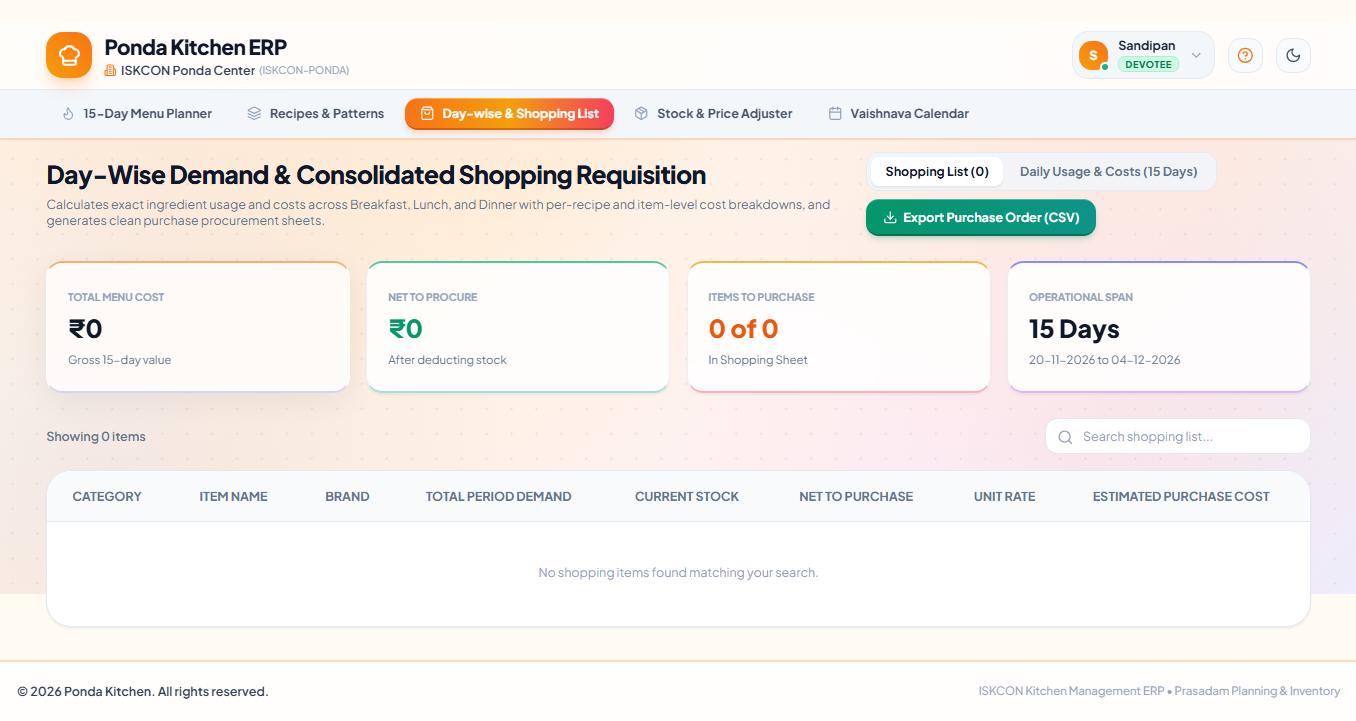 Ponda Kitchen ERP
ISKCON Ponda Center (ISKCON-PONDA)
S
Sandipan
DEVOTEE
15-Day Menu Planner
Recipes & Patterns
Day-wise & Shopping List
Stock & Price Adjuster
Vaishnava Calendar
Day-Wise Demand & Consolidated Shopping Requisition
Calculates exact ingredient usage and costs across Breakfast, Lunch, and Dinner with per-recipe and item-level cost breakdowns, and
generates clean purchase procurement sheets.
Shopping List (0)
Daily Usage & Costs (15 Days)
Export Purchase Order (CSV)
TOTAL MENU COST
₹0
Gross 15-day value
NET TO PROCURE
₹0
After deducting stock
ITEMS TO PURCHASE
0 of 0
In Shopping Sheet
OPERATIONAL SPAN
15 Days
20-11-2026 to 04-12-2026
Showing 0 items
Search shopping list...
CATEGORY ITEM NAME BRAND TOTAL PERIOD DEMAND CURRENT STOCK NET TO PURCHASE UNIT RATE ESTIMATED PURCHASE COST
No shopping items found matching your search.
© 2026 Ponda Kitchen. All rights reserved.
ISKCON Kitchen Management ERP • Prasadam Planning & Inventory